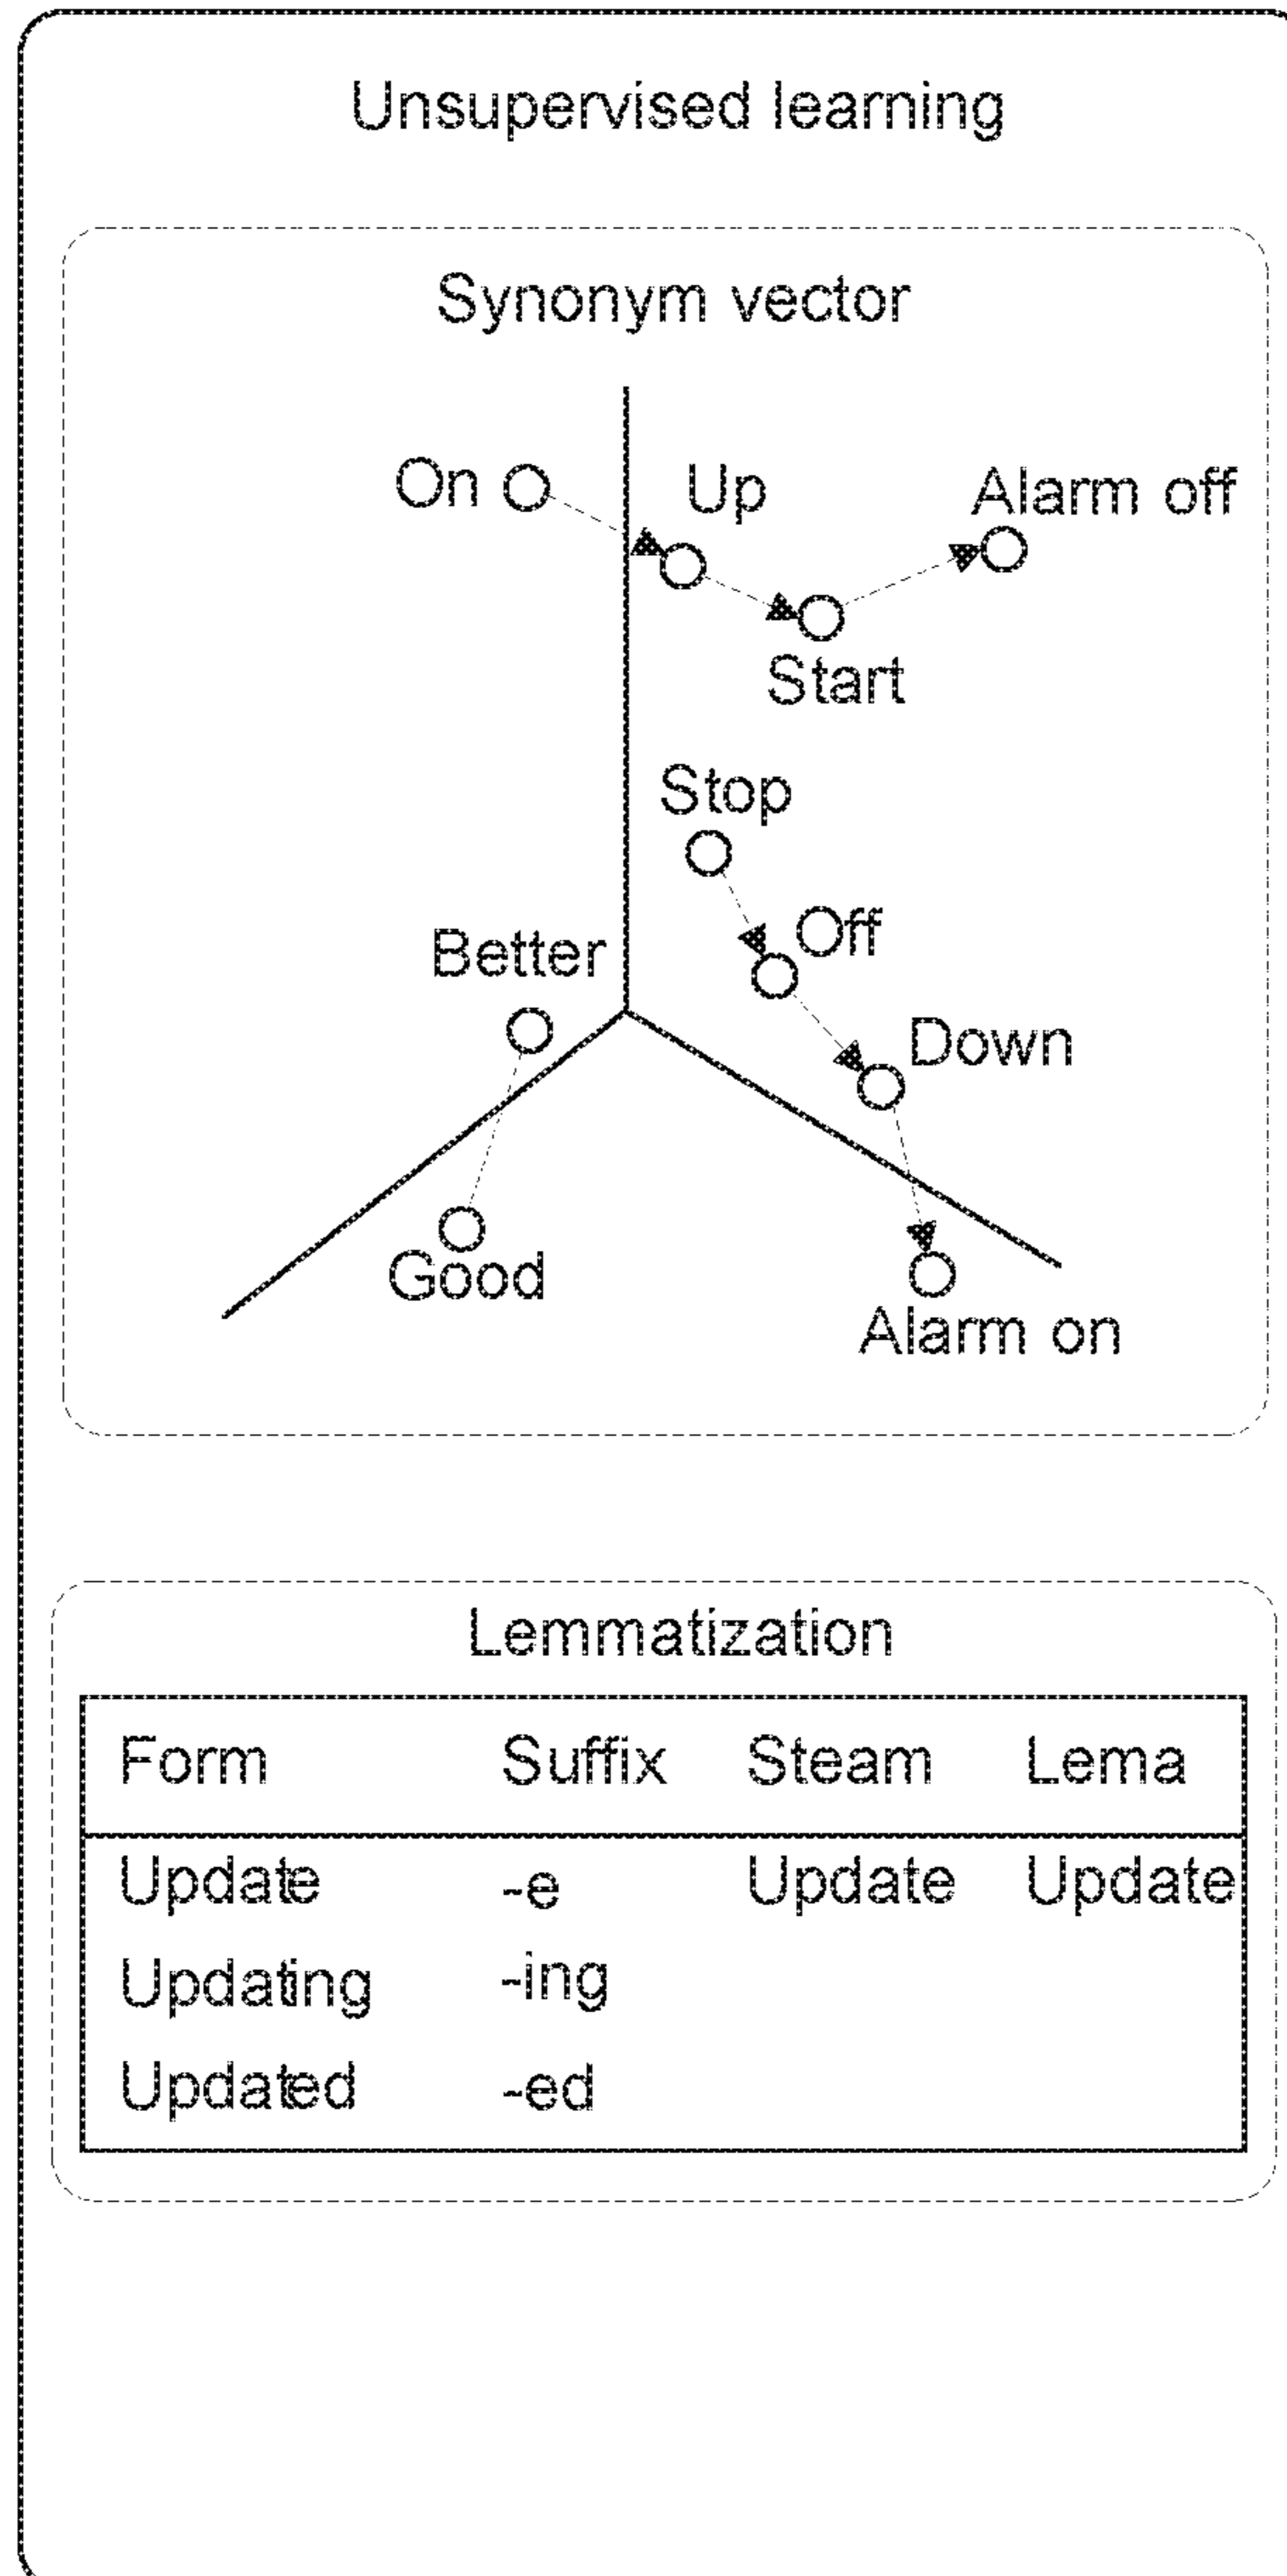 Unsupervised learning
Synonym vector
On
Up
Alarm off
Start
Stop
Off
Better
Down
Good
Alarm on
Lemmatization
Form Suffix Steam Lema
Update -e Update Update
Updating -ing
Updated -ed